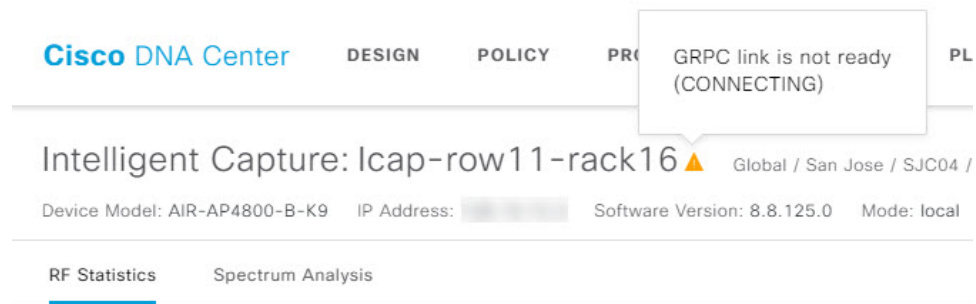 Cisco DNA Center DESIGN POLICY
GRPC link is not ready
(CONNECTING)
Intelligent Capture: Icap-row11-rack16 Global / San Jose / SJC04 /
Device Model: AIR-AP4800-B-K9 IP Address: Software Version: 8.8.125.0 Mode: local
RF Statistics Spectrum Analysis